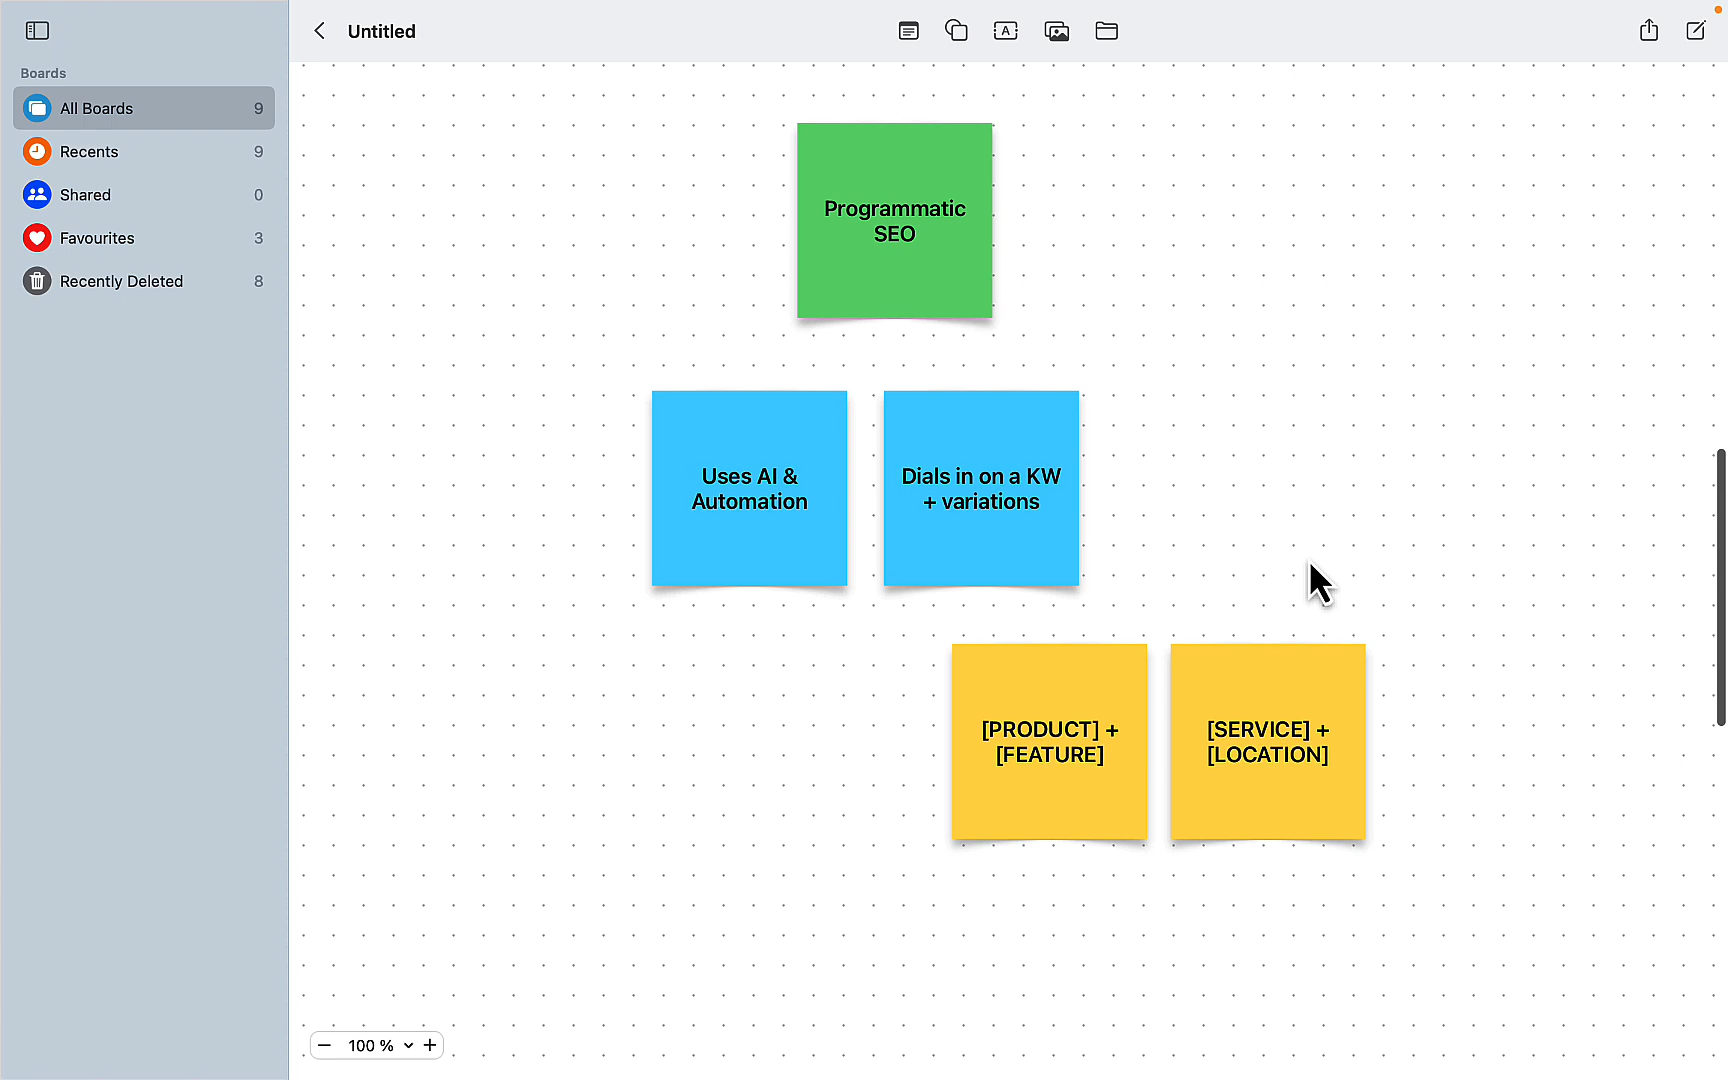 Untitled
Boards
All Boards 9
Recents 9
Shared 0
Favourites 3
Recently Deleted 8
A
Programmatic
SEO
Uses AI &
Automation
Dials in on a KW
+ variations
[PRODUCT] +
[FEATURE]
[SERVICE] +
[LOCATION]
100 %